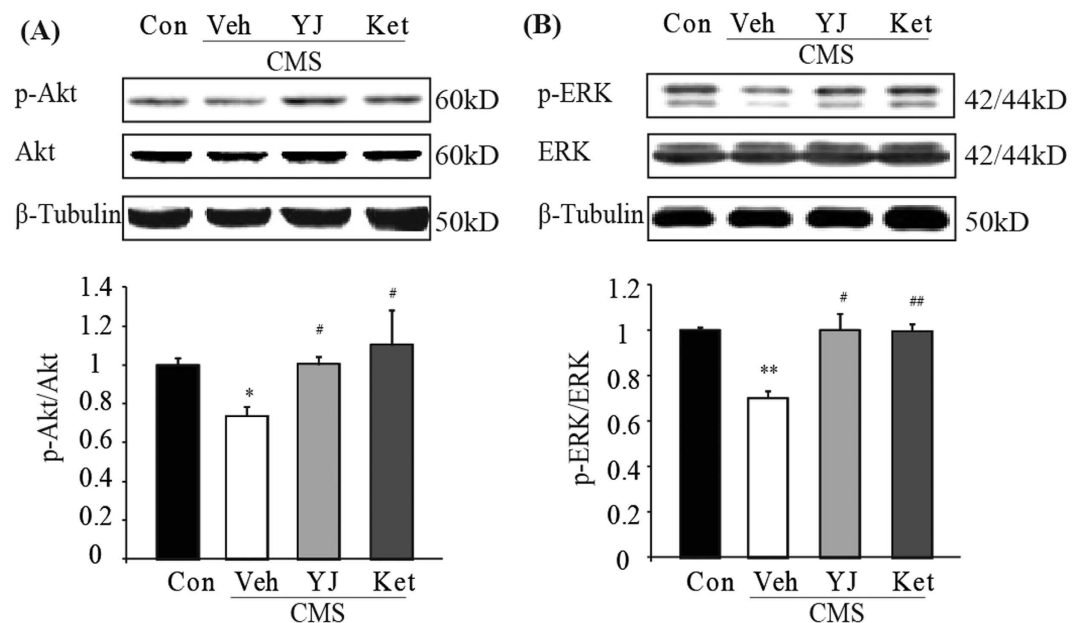 (A)
Con Veh YJ Ket
CMS
p-Akt 60kD
Akt 60kD
β-Tubulin 50kD
1.4
1.2
1
0.8
0.6
0.4
0.2
0
p-Akt/Akt
*
#
#
Con Veh YJ Ket
CMS
(B)
Con Veh YJ Ket
CMS
p-ERK 42/44kD
ERK 42/44kD
β-Tubulin 50kD
1.2
1
0.8
0.6
0.4
0.2
0
p-ERK/ERK
**
#
##
Con Veh YJ Ket
CMS